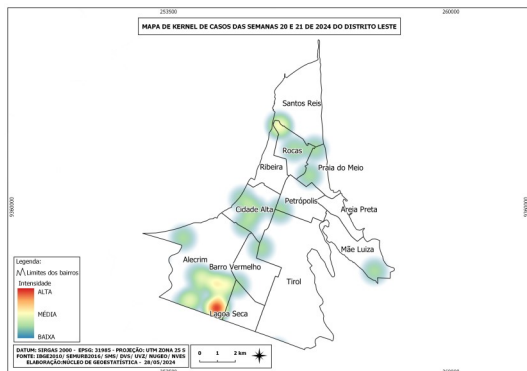 253500
260000
MAPA DE KERNEL DE CASOS DAS SEMANAS 20 E 21 DE 2024 DO DISTRITO LESTE
Santos Reis
Rocas
Ribeira
Praia do Meio
9360000
9360000
Petrópolis
Cidade Alta
Areia Preta
Mãe Luiza
Alecrim
Barro Vermelho
Tirol
Lagoa Seca
Legenda:
Limites dos bairros
Intensidade
ALTA
MÉDIA
BAIXA
DATUM: SIRGAS 2000 - EPSG: 31985 - PROJEÇÃO: UTM ZONA 25 S
FONTE: IBGE2010/ SEMURB2016/ SMS/ DVS/ UVZ/ NUGEO/ NVES
ELABORAÇÃO:NÚCLEO DE GEOESTATÍSTICA - 28/05/2024
0 1 2 km